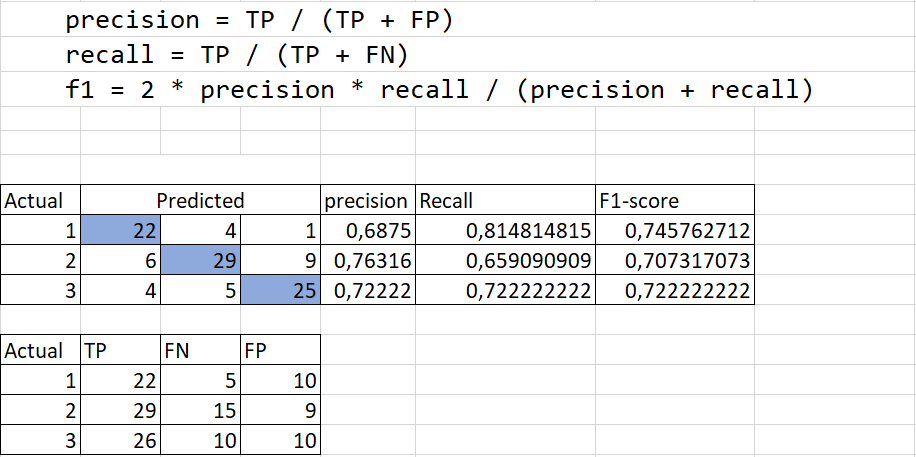 precision = TP / (TP + FP)
recall = TP / (TP + FN)
f1 = 2 * precision * recall / (precision + recall)
Actual Predicted precision Recall F1-score
1 22 4 1 0,6875 0,814814815 0,745762712
2 6 29 9 0,76316 0,659090909 0,707317073
3 4 5 25 0,72222 0,722222222 0,722222222
Actual TP FN FP
1 22 5 10
2 29 15 9
3 26 10 10